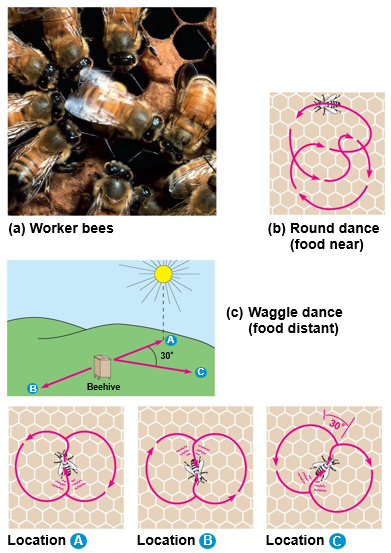 (a) Worker bees
(b) Round dance
(food near)
(c) Waggle dance
(food distant)
A
30°
C
B
Beehive
30°
Location A
Location B
Location C